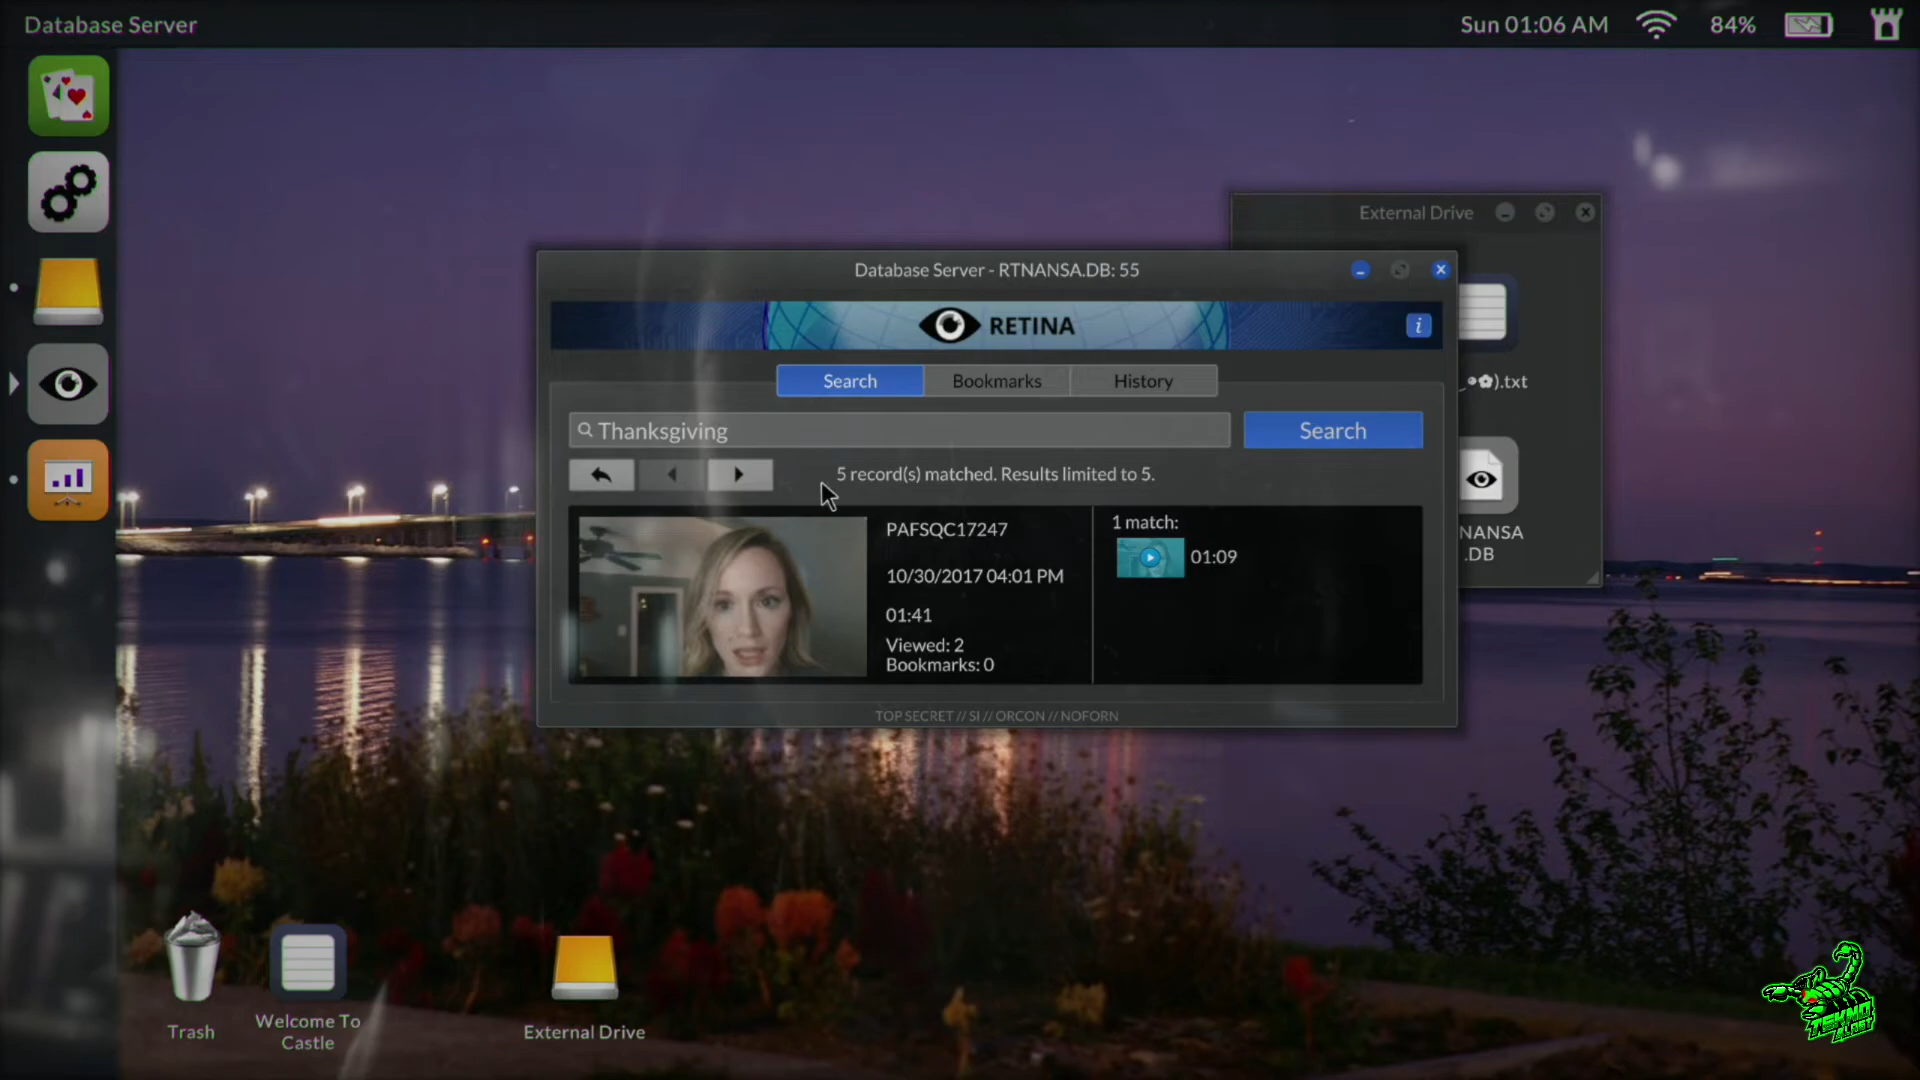 Database Server
Sun 01:06 AM
84%
External Drive
Database Server - RTNANSA.DB: 55
RETINA
i
Search
Bookmarks
History
Thanksgiving
Search
5 record(s) matched. Results limited to 5.
PAFSQC17247
10/30/2017 04:01 PM
01:41
Viewed: 2
Bookmarks: 0
1 match:
01:09
TOP SECRET // SI // ORCON // NOFORN
.txt
NANSA
.DB
Trash
Welcome To
Castle
External Drive
TEKNO